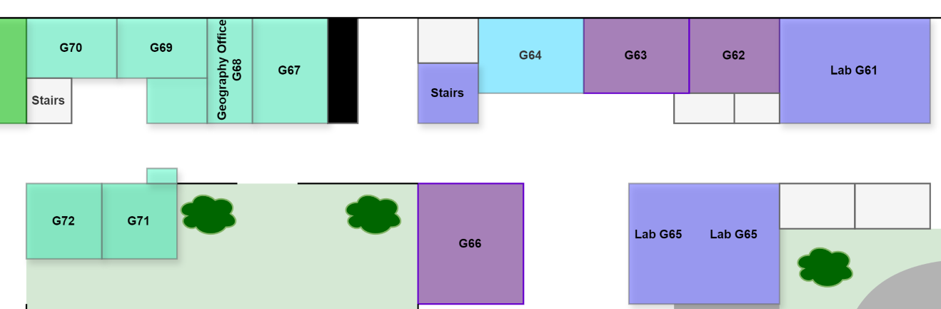 G70
G69
Geography Office
G68
G67
G64
G63
G62
Lab G61
Stairs
Stairs
G72
G71
G66
Lab G65
Lab G65